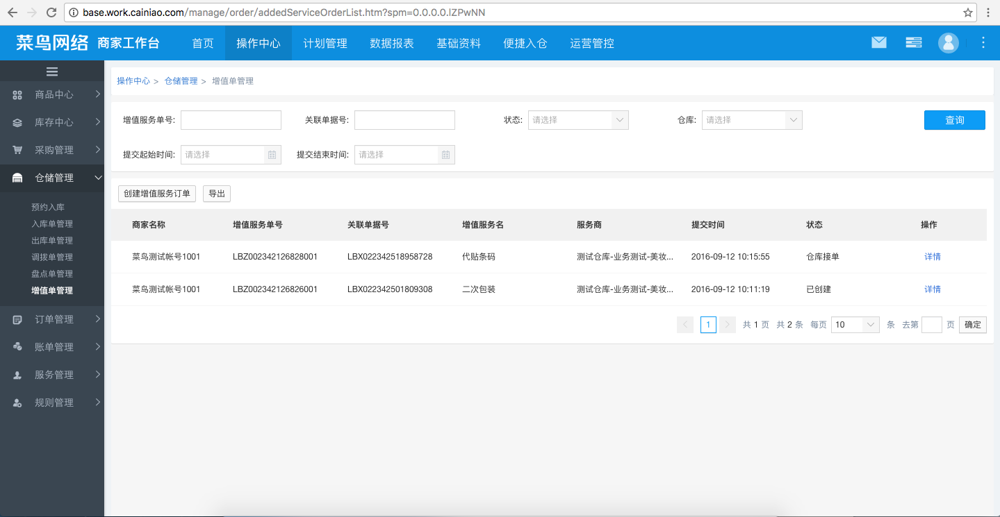 base.work.cainiao.com/manage/order/addedServiceOrderList.htm?spm=0.0.0.0.lZPwNN
菜鸟网络 商家工作台 首页 操作中心 计划管理 数据报表 基础资料 便捷入仓 运营管控
商品中心
库存中心
采购管理
仓储管理
预约入库
入库单管理
出库单管理
调拨单管理
盘点单管理
增值单管理
订单管理
账单管理
服务管理
规则管理
操作中心 > 仓储管理 > 增值单管理
增值服务单号: 关联单据号: 状态: 请选择 仓库: 请选择 查询
提交起始时间: 请选择 提交结束时间: 请选择
创建增值服务订单 导出
商家名称 增值服务单号 关联单据号 增值服务名 服务商 提交时间 状态 操作
菜鸟测试帐号1001 LBZ002342126828001 LBX022342518958728 代贴条码 测试仓库-业务测试-美妆... 2016-09-12 10:15:55 仓库接单 详情
菜鸟测试帐号1001 LBZ002342126826001 LBX022342501809308 二次包装 测试仓库-业务测试-美妆... 2016-09-12 10:11:19 已创建 详情
< 1 > 共 1 页 共 2 条 每页 10 条 去第 页 确定